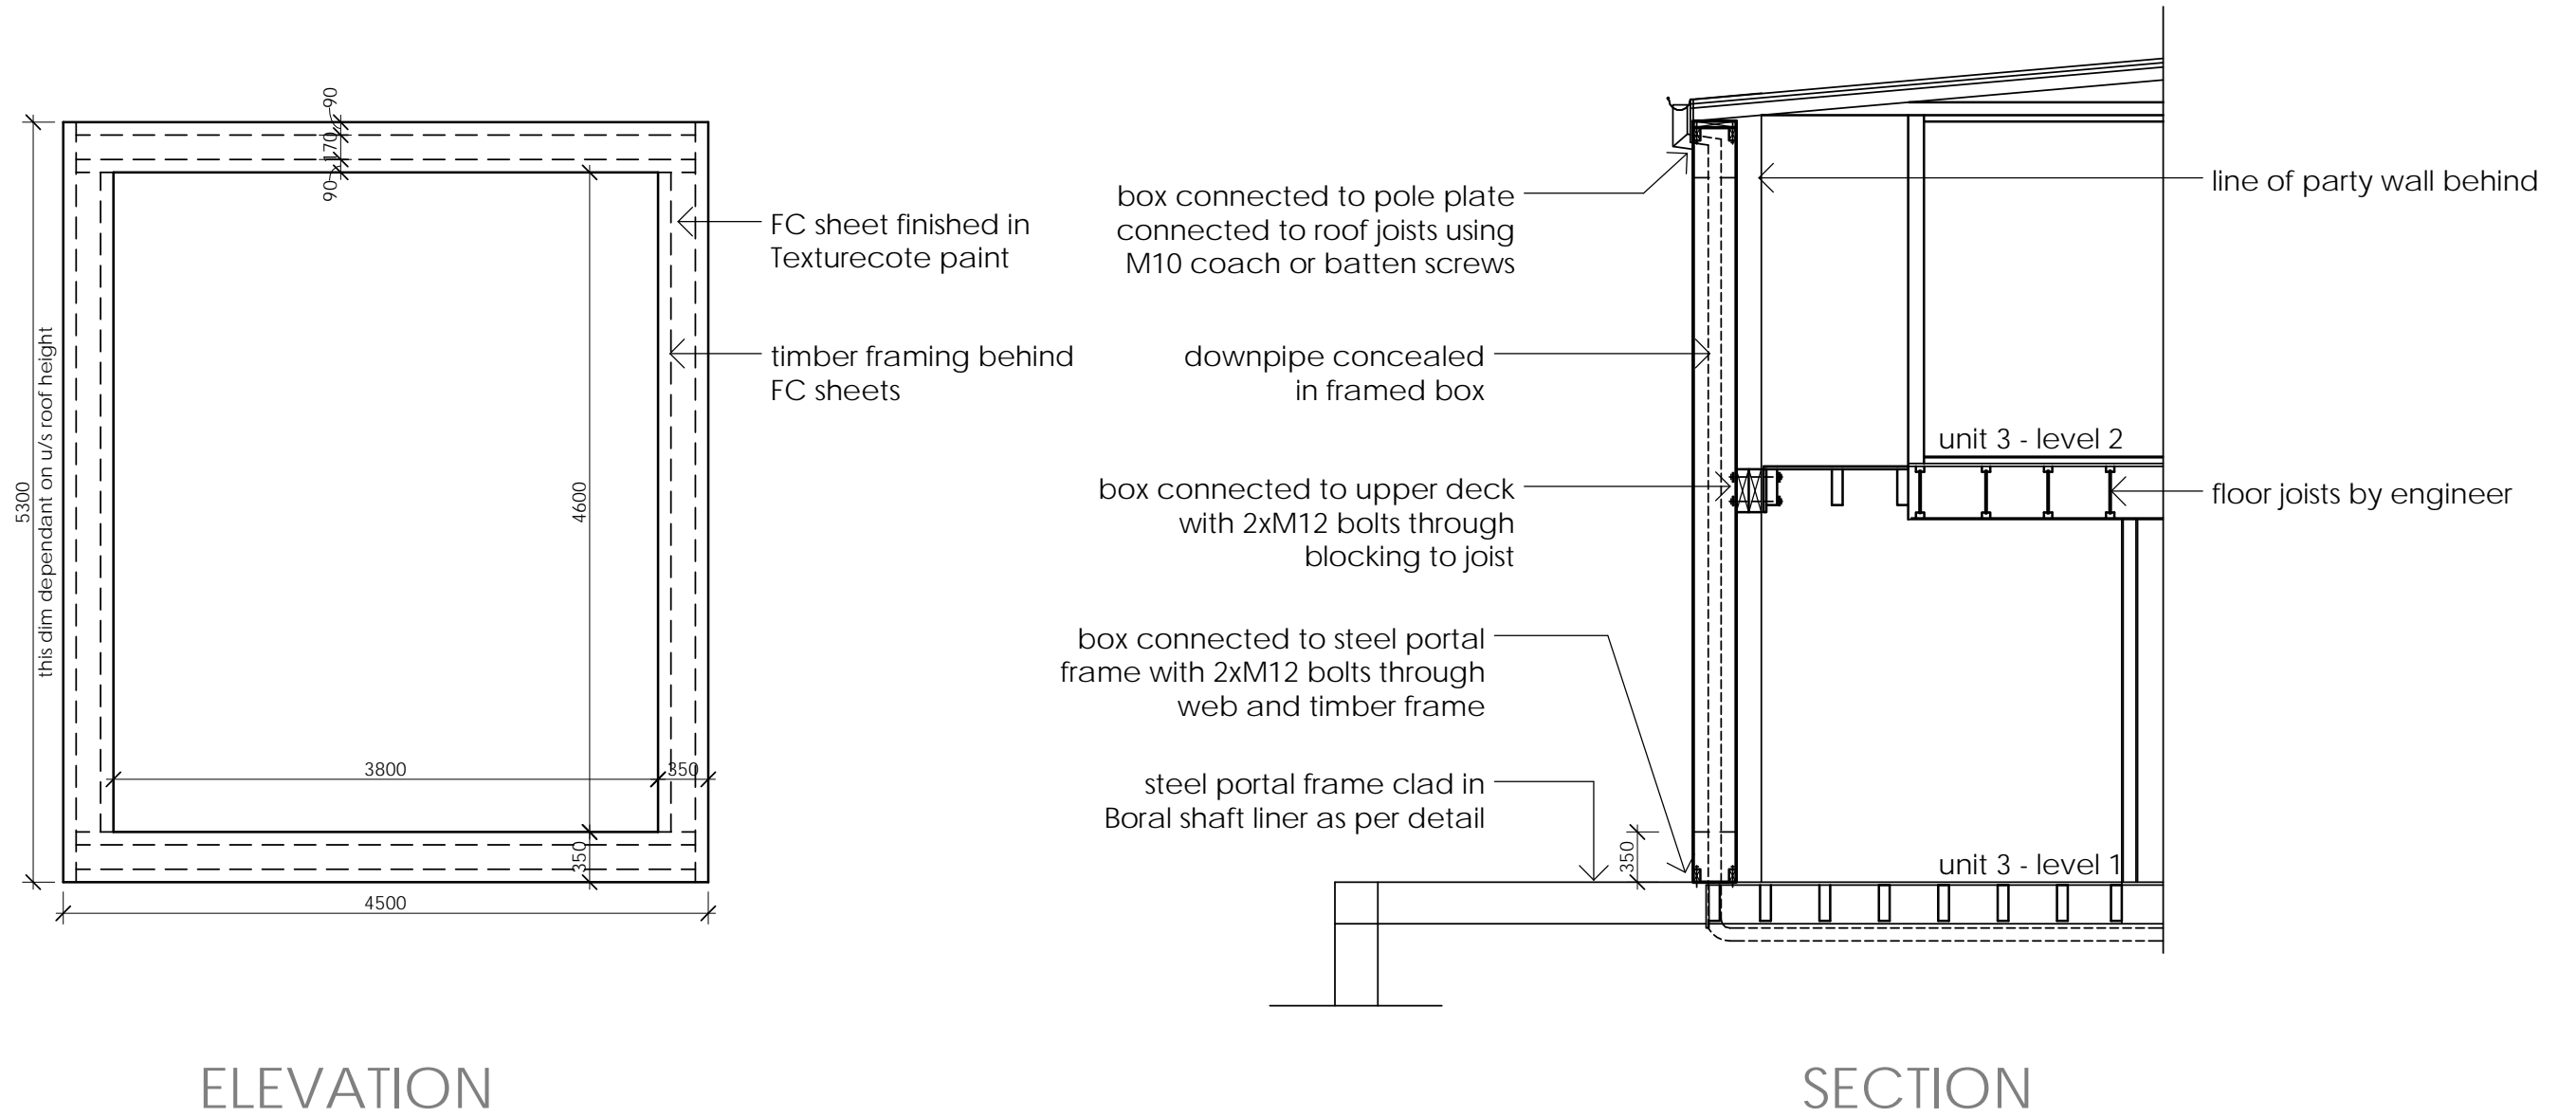 90
170
90
FC sheet finished in
Texturecote paint
timber framing behind
FC sheets
5300
this dim dependant on u/s roof height
4600
3800
350
350
4500
ELEVATION
box connected to pole plate
connected to roof joists using
M10 coach or batten screws
downpipe concealed
in framed box
box connected to upper deck
with 2xM12 bolts through
blocking to joist
box connected to steel portal
frame with 2xM12 bolts through
web and timber frame
steel portal frame clad in
Boral shaft liner as per detail
350
line of party wall behind
unit 3 - level 2
floor joists by engineer
unit 3 - level 1
SECTION